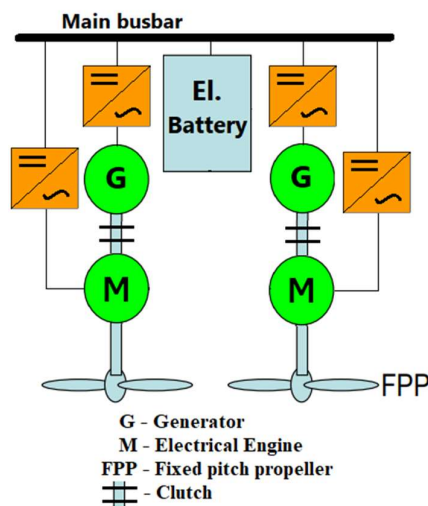 Main busbar
El.
Battery
G
G
M
M
FPP
G - Generator
M - Electrical Engine
FPP - Fixed pitch propeller
- Clutch